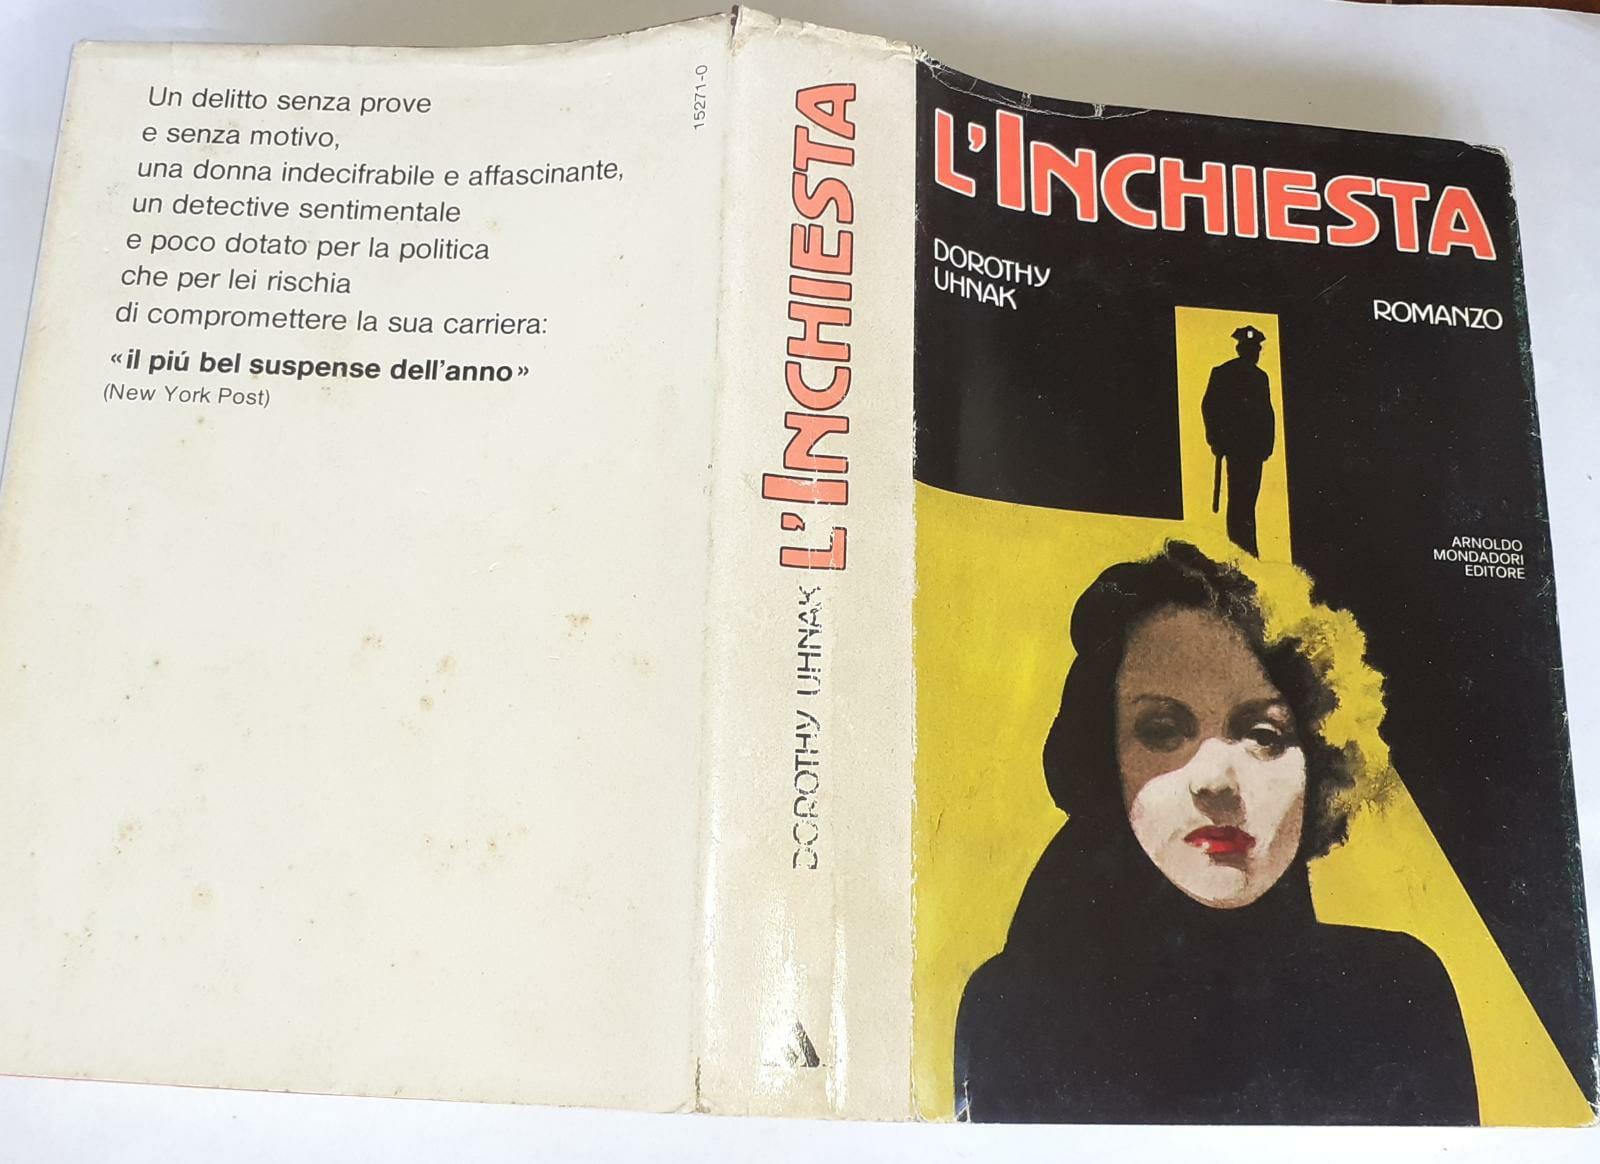 Un delitto senza prove
e senza motivo,
una donna indecifrabile e affascinante,
un detective sentimentale
e poco dotato per la politica
che per lei rischia
di compromettere la sua carriera:
«il piú bel suspense dell'anno»
(New York Post)
15271-0
DOROTHY UHNAK L'INCHIESTA
L'INCHIESTA
DOROTHY
UHNAK
ROMANZO
ARNOLDO
MONDADORI
EDITORE